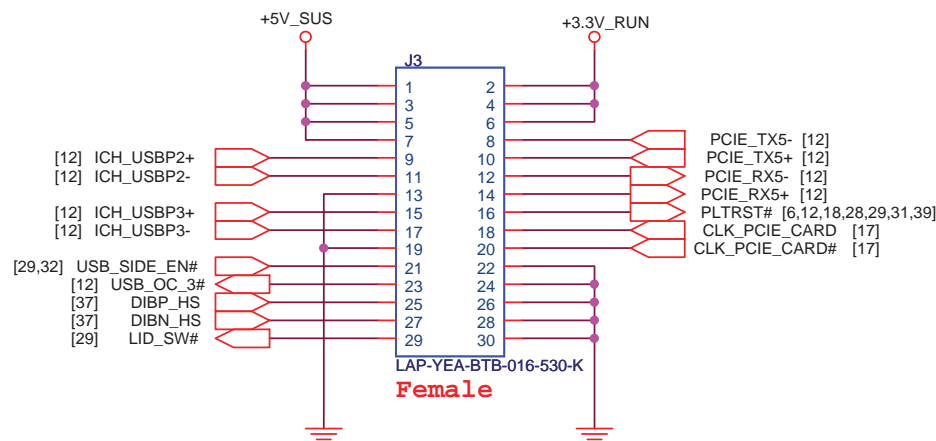 +5V_SUS
+3.3V_RUN
J3
1 2
3 4
5 6
7 8 PCIE_TX5- [12]
[12] ICH_USBP2+ 9 10 PCIE_TX5+ [12]
[12] ICH_USBP2- 11 12 PCIE_RX5- [12]
13 14 PCIE_RX5+ [12]
[12] ICH_USBP3+ 15 16 PLTRST# [6,12,18,28,29,31,39]
[12] ICH_USBP3- 17 18 CLK_PCIE_CARD [17]
19 20 CLK_PCIE_CARD# [17]
[29,32] USB_SIDE_EN# 21 22
[12] USB_OC_3# 23 24
[37] DIBP_HS 25 26
[37] DIBN_HS 27 28
[29] LID_SW# 29 30
LAP-YEA-BTB-016-530-K
Female